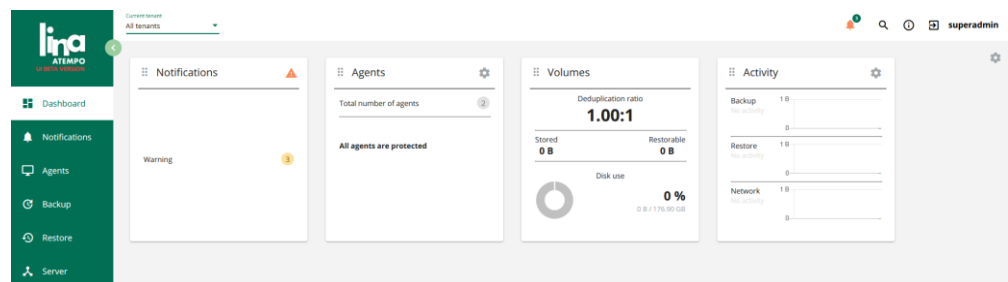 Current tenant
All tenants
3
superadmin
lina
ATEMPO
UI BETA VERSION
Dashboard
Notifications
Agents
Backup
Restore
Server
Notifications
Warning
3
Agents
Total number of agents
2
All agents are protected
Volumes
Deduplication ratio
1.00:1
Stored
0 B
Restorable
0 B
Disk use
0 %
0 B / 176.90 GB
Activity
Backup
No activity
1 B
0
Restore
No activity
1 B
0
Network
No activity
1 B
0